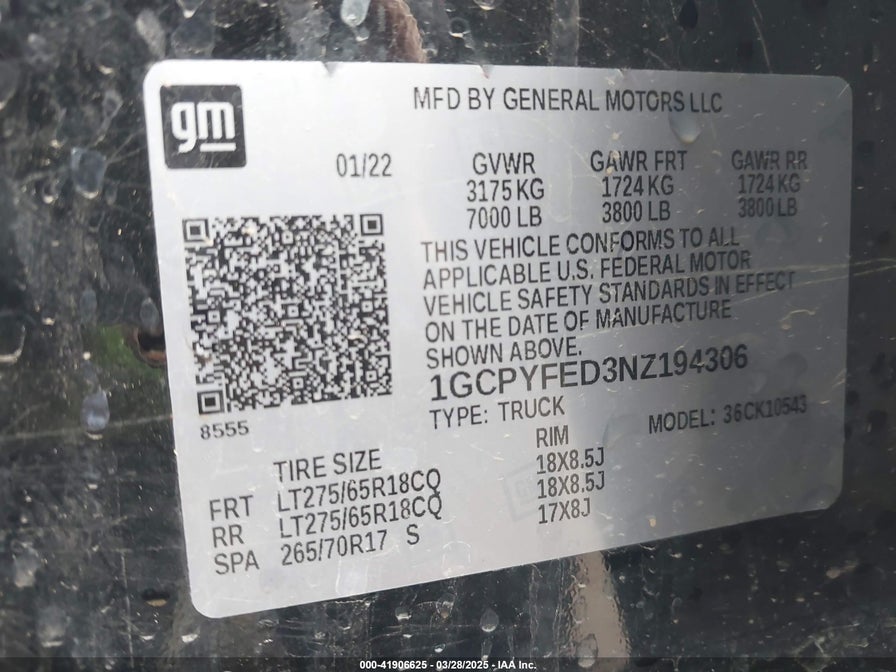 gm
MFD BY GENERAL MOTORS LLC
01/22
GVWR GAWR FRT GAWR RR
3175 KG 1724 KG 1724 KG
7000 LB 3800 LB 3800 LB
THIS VEHICLE CONFORMS TO ALL
APPLICABLE U.S. FEDERAL MOTOR
VEHICLE SAFETY STANDARDS IN EFFECT
ON THE DATE OF MANUFACTURE
SHOWN ABOVE.
1GCPYFED3NZ194306
TYPE: TRUCK MODEL: 36CK10543
8555
TIRE SIZE RIM
FRT LT275/65R18CQ 18X8.5J
RR LT275/65R18CQ 18X8.5J
SPA 265/70R17 S 17X8J
000-41906625 - 03/28/2025 - IAA Inc.